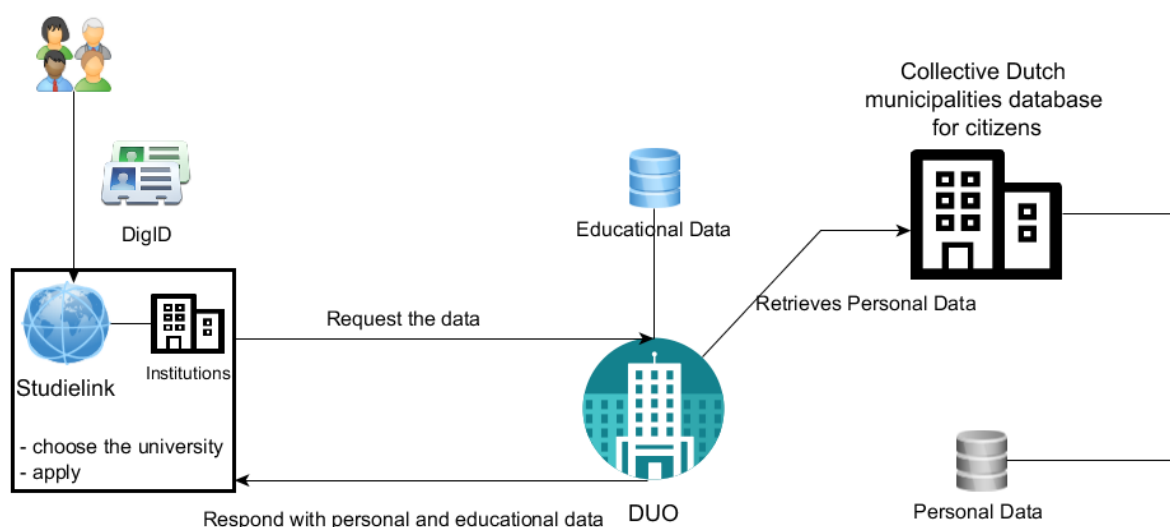 Collective Dutch
municipalities database
for citizens
DigID
Educational Data
Retrieves Personal Data
Request the data
Studielink
Institutions
- choose the university
- apply
Respond with personal and educational data
DUO
Personal Data